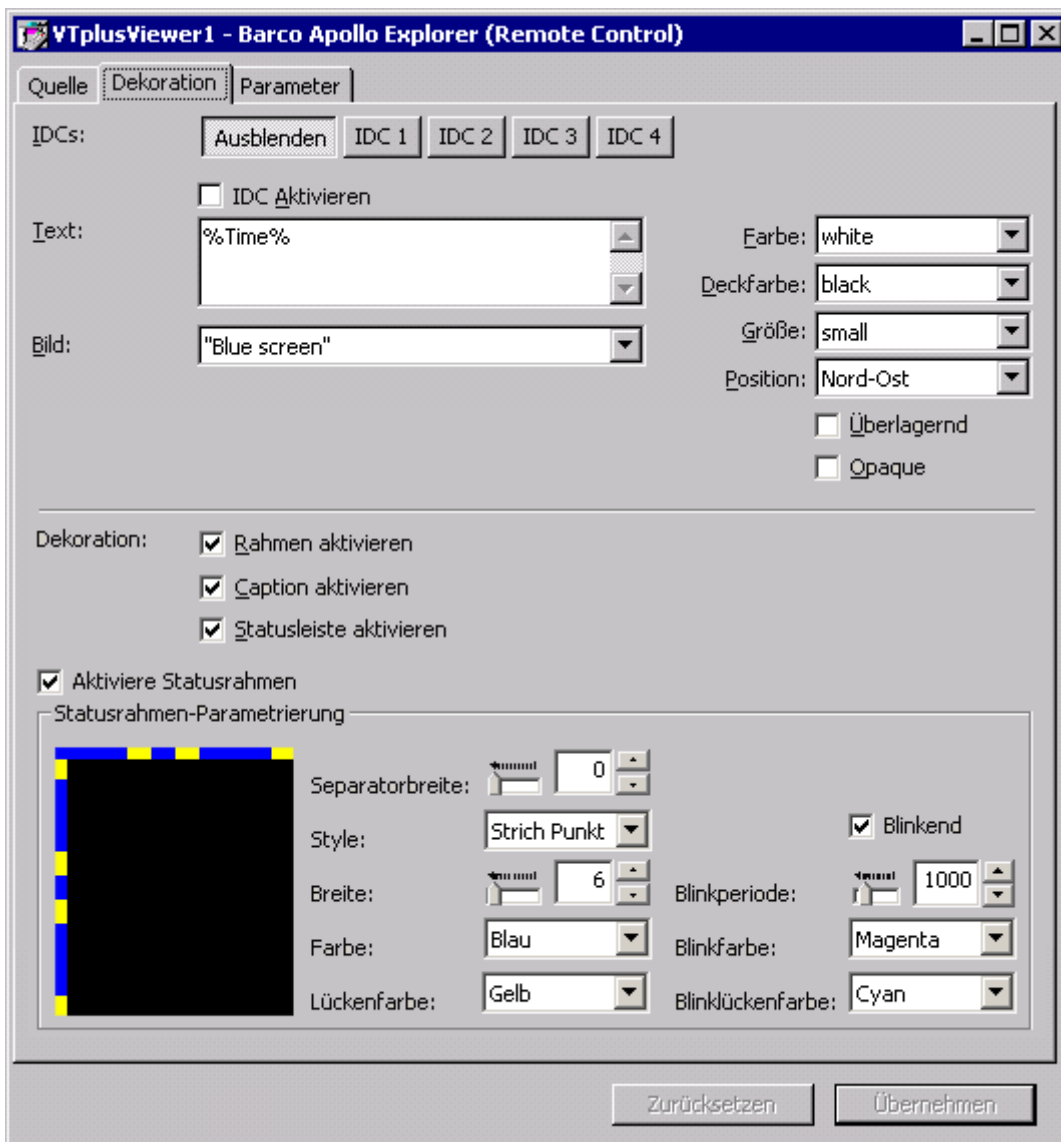 VTplusViewer1 - Barco Apollo Explorer (Remote Control)
Quelle Dekoration Parameter
IDCs: Ausblenden IDC 1 IDC 2 IDC 3 IDC 4
IDC Aktivieren
Text: %Time% Farbe: white
Deckfarbe: black
Bild: "Blue screen" Größe: small
Position: Nord-Ost
Überlagernd
Opaque
Dekoration: Rahmen aktivieren
Caption aktivieren
Statusleiste aktivieren
Aktiviere Statusrahmen
Statusrahmen-Parametrierung
Separatorbreite: 0
Style: Strich Punkt Blinkend
Breite: 6 Blinkperiode: 1000
Farbe: Blau Blinkfarbe: Magenta
Lückenfarbe: Gelb Blinklückenfarbe: Cyan
Zurücksetzen Übernehmen